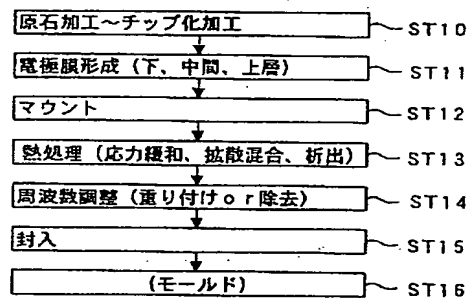 原石加工～チップ化加工 ST10
電極膜形成（下、中間、上層） ST11
マウント ST12
熱処理（応力緩和、拡散混合、析出） ST13
周波数調整（重り付けｏｒ除去） ST14
封入 ST15
（モールド） ST16